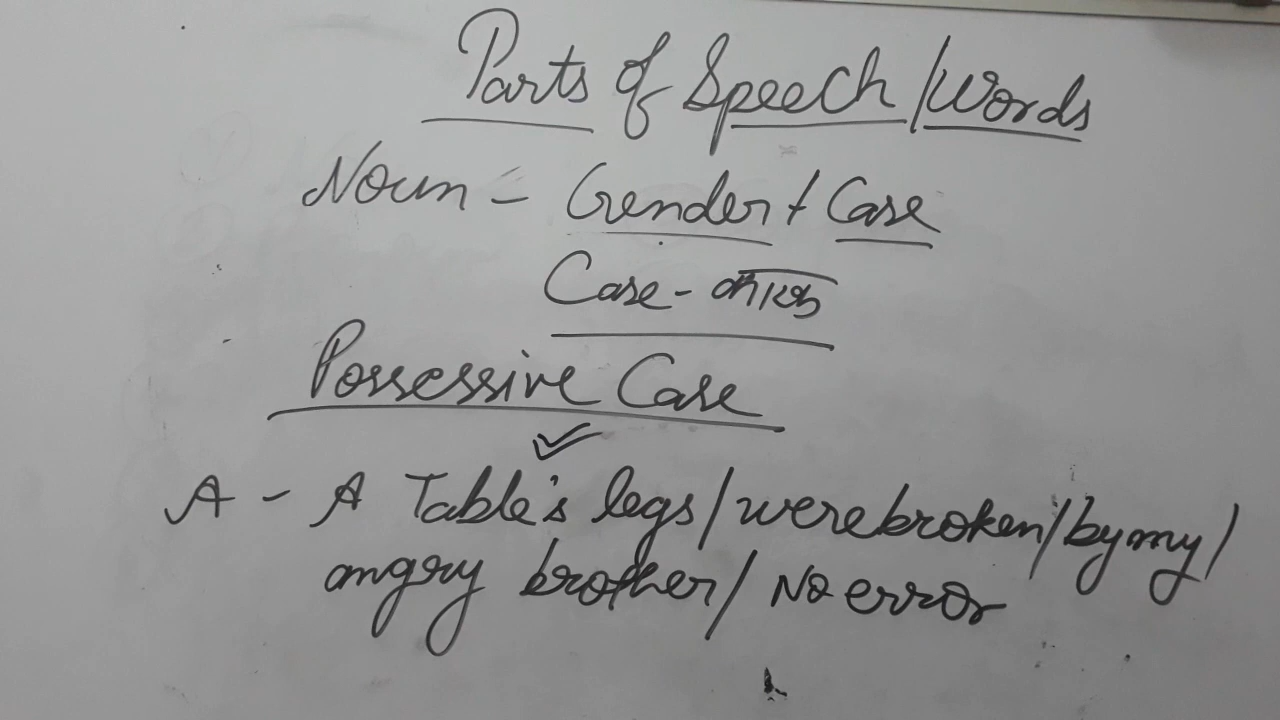 Parts of Speech/Words
Noun - Gender + Case
Case - कारक
Possessive Case
A - A Table's legs/were broken/by my/
angry brother/No error